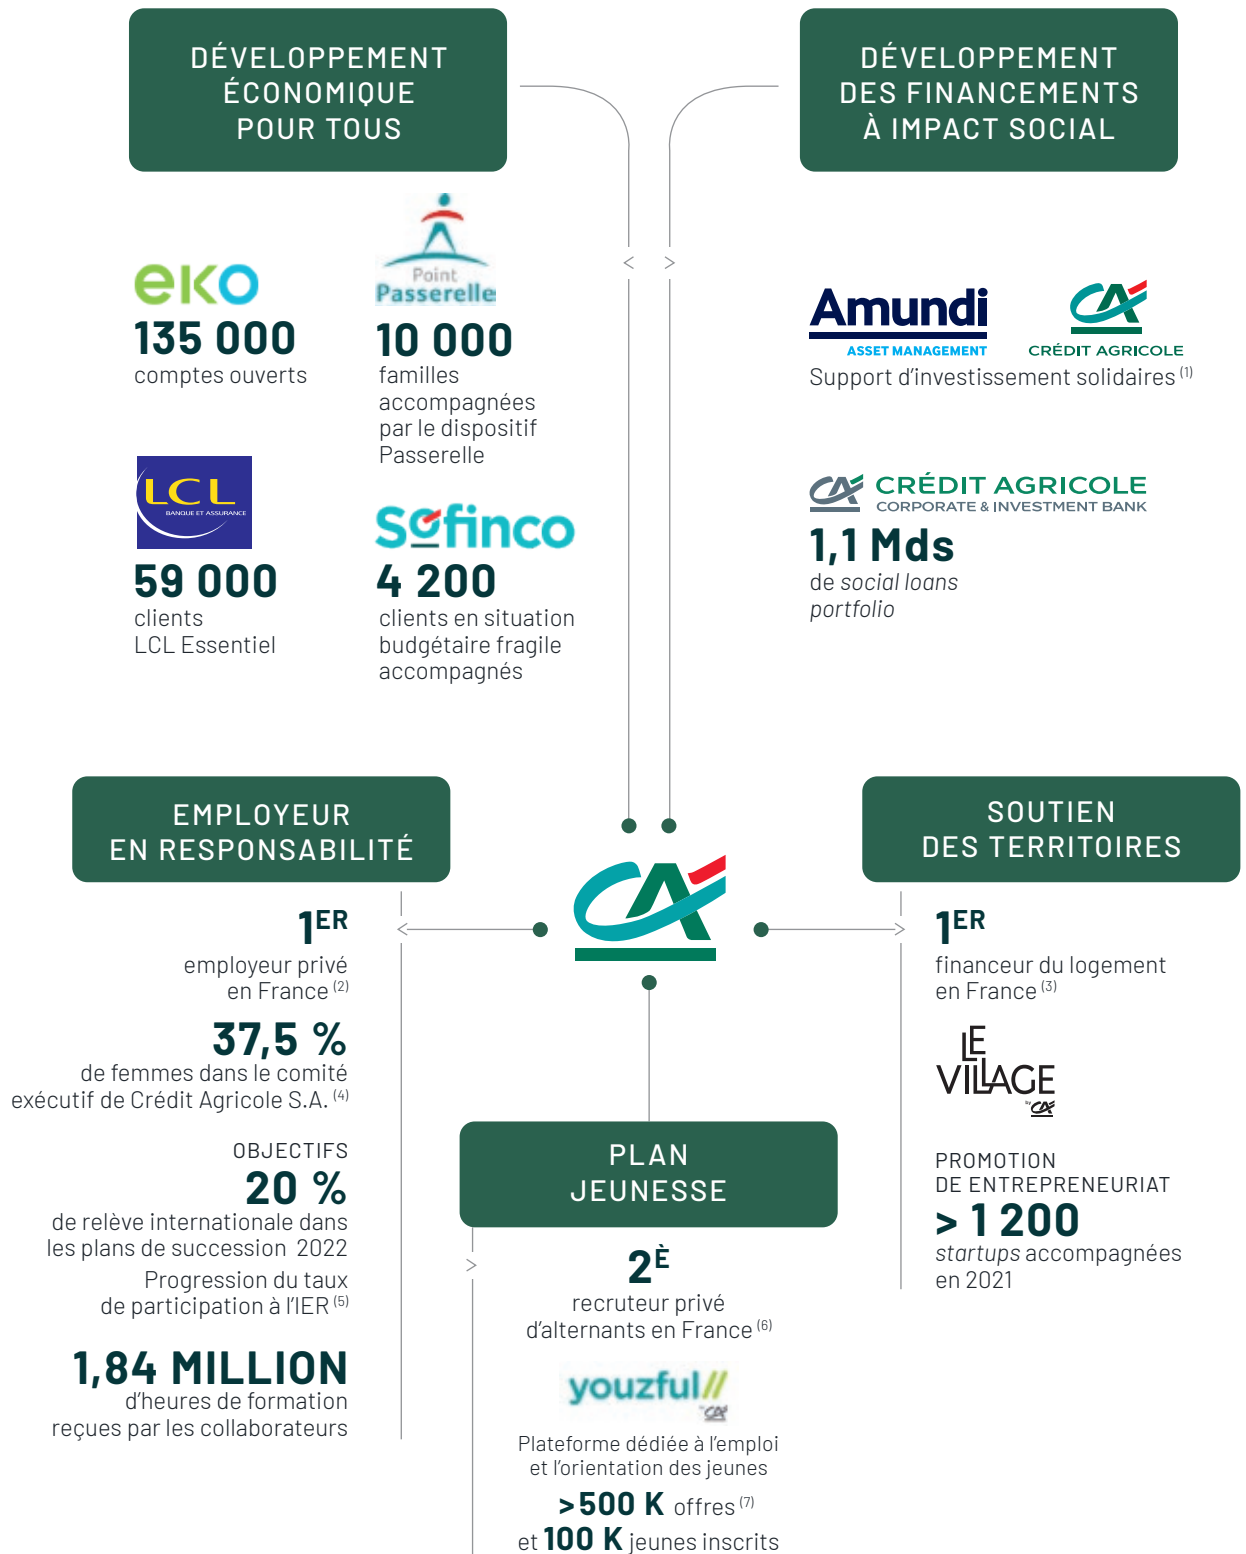 DÉVELOPPEMENT
ÉCONOMIQUE
POUR TOUS
eko
135 000
comptes ouverts
Point
Passerelle
10 000
familles
accompagnées
par le dispositif
Passerelle
LCL
BANQUE ET ASSURANCE
59 000
clients
LCL Essentiel
Sofinco
4 200
clients en situation
budgétaire fragile
accompagnés
DÉVELOPPEMENT
DES FINANCEMENTS
À IMPACT SOCIAL
Amundi
ASSET MANAGEMENT
CRÉDIT AGRICOLE
Support d'investissement solidaires (1)
CRÉDIT AGRICOLE
CORPORATE & INVESTMENT BANK
1,1 Mds
de social loans
portfolio
EMPLOYEUR
EN RESPONSABILITÉ
1ER
employeur privé
en France (2)
37,5 %
de femmes dans le comité
exécutif de Crédit Agricole S.A. (4)
OBJECTIFS
20 %
de relève internationale dans
les plans de succession 2022
Progression du taux
de participation à l'IER (5)
1,84 MILLION
d'heures de formation
reçues par les collaborateurs
CA
PLAN
JEUNESSE
2È
recruteur privé
d'alternants en France (6)
youzful//
by CA
Plateforme dédiée à l'emploi
et l'orientation des jeunes
>500 K offres (7)
et 100 K jeunes inscrits
SOUTIEN
DES TERRITOIRES
1ER
financeur du logement
en France (3)
LE
VILLAGE
by CA
PROMOTION
DE ENTREPRENEURIAT
> 1 200
startups accompagnées
en 2021